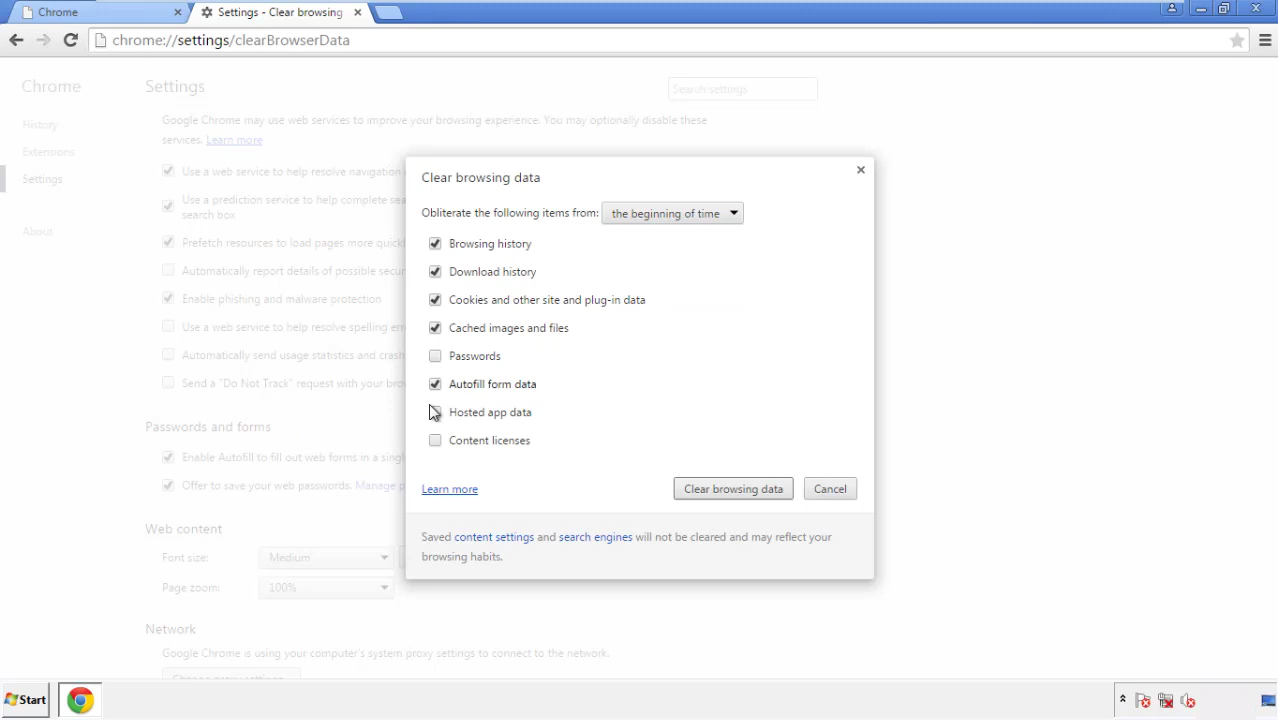 Chrome
Settings - Clear browsing
chrome://settings/clearBrowserData
Chrome
Settings
Search settings
History
Extensions
Settings
About
Google Chrome may use web services to improve your browsing experience. You may optionally disable these
services. Learn more
Use a web service to help resolve navigation
Use a prediction service to help complete
search box
Prefetch resources to load pages more
Automatically report details of possible
Enable phishing and malware protection
Use a web service to help resolve spelling
Automatically send usage statistics and
Send a "Do Not Track" request with your
Passwords and forms
Enable Autofill to fill out web forms in a
Offer to save your web passwords. Manage
Web content
Font size: Medium
Page zoom: 100%
Network
Google Chrome is using your computer's system proxy settings to connect to the network.
Clear browsing data
Obliterate the following items from: the beginning of time
Browsing history
Download history
Cookies and other site and plug-in data
Cached images and files
Passwords
Autofill form data
Hosted app data
Content licenses
Learn more
Clear browsing data
Cancel
Saved content settings and search engines will not be cleared and may reflect your
browsing habits.
Start